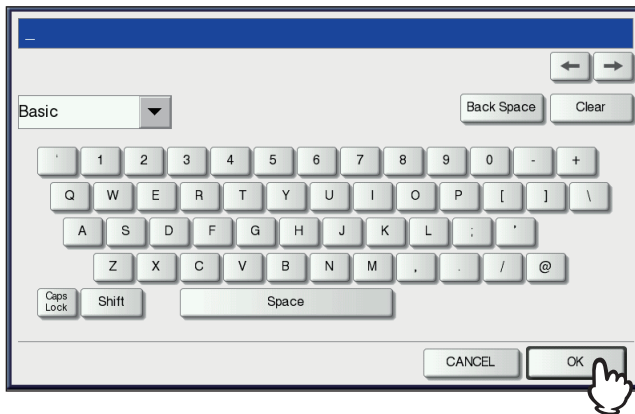 _
Basic
Back Space Clear
' 1 2 3 4 5 6 7 8 9 0 - +
Q W E R T Y U I O P [ ] \
A S D F G H J K L ; '
Z X C V B N M , . / @
Caps Lock Shift Space
CANCEL OK